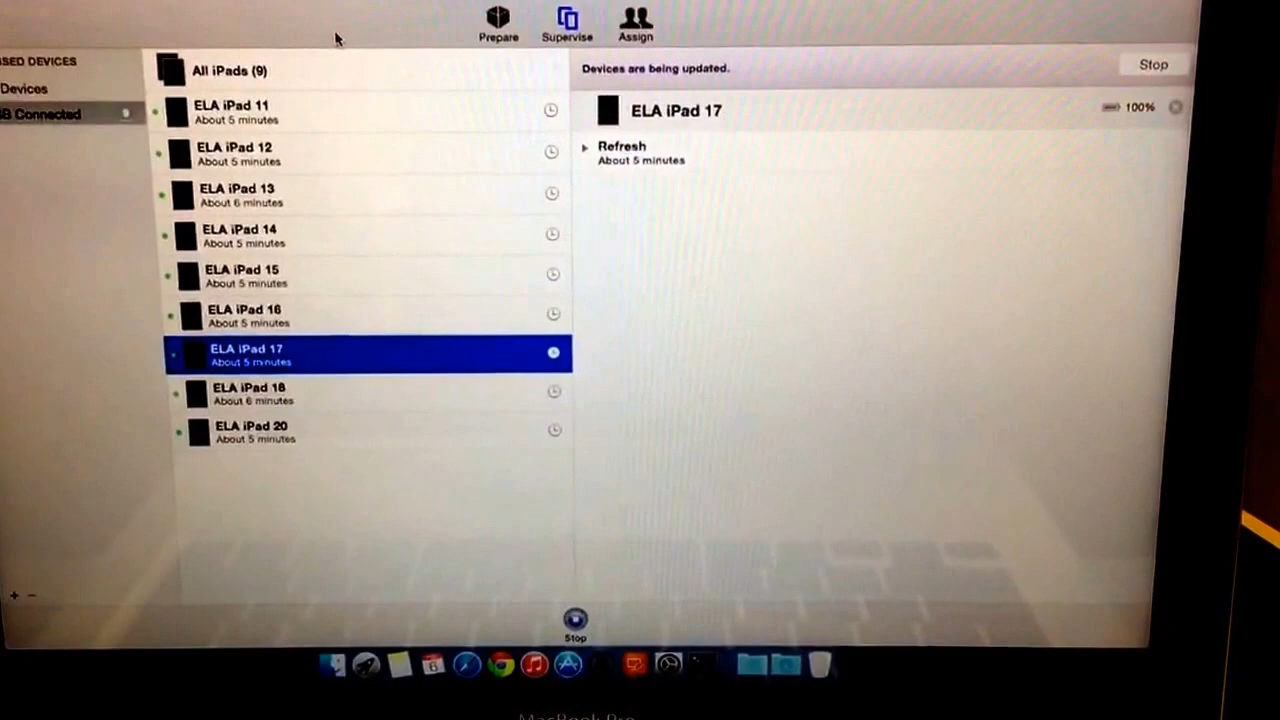 Prepare
Supervise
Assign
SED DEVICES
Devices
B Connected
9
All iPads (9)
ELA iPad 11
About 5 minutes
ELA iPad 12
About 5 minutes
ELA iPad 13
About 6 minutes
ELA iPad 14
About 5 minutes
ELA iPad 15
About 5 minutes
ELA iPad 16
About 5 minutes
ELA iPad 17
About 5 minutes
ELA iPad 18
About 6 minutes
ELA iPad 20
About 5 minutes
Devices are being updated.
Stop
ELA iPad 17
100%
Refresh
About 5 minutes
+ −
Stop
6
MacBook Pro